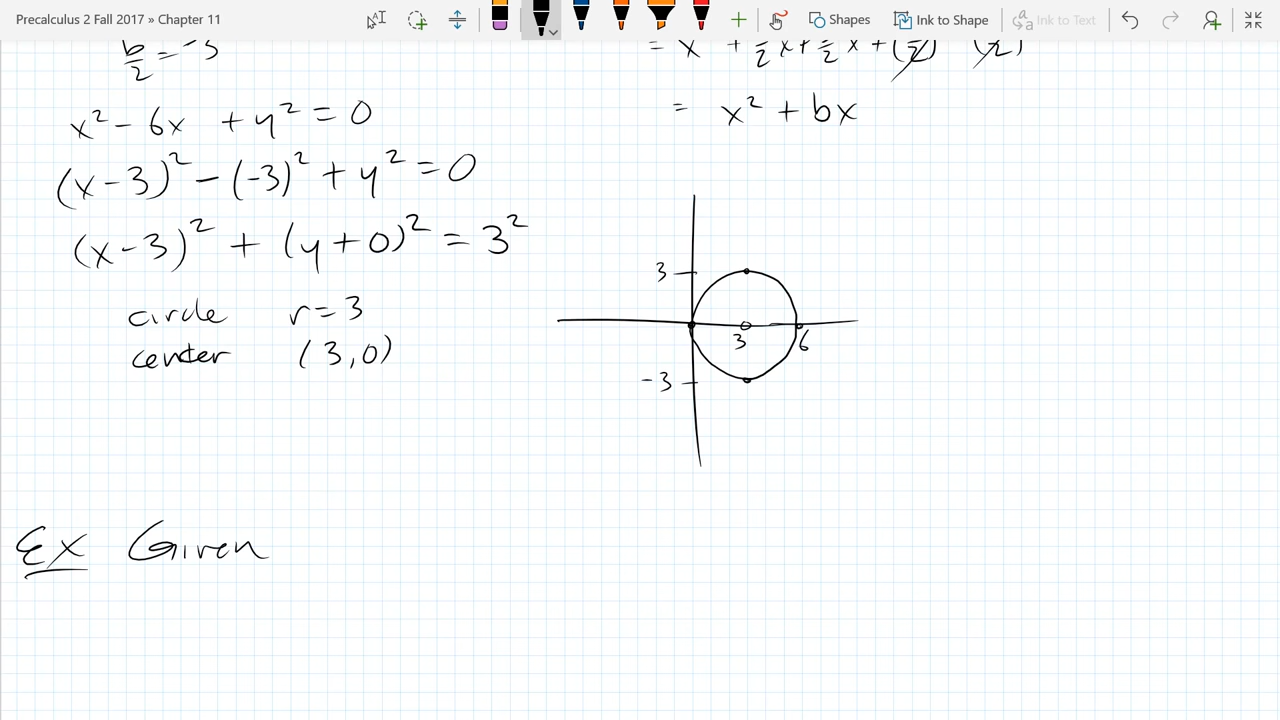 Precalculus 2 Fall 2017 » Chapter 11
Shapes
Ink to Shape
Ink to Text
b/2 = -3
x² - 6x + y² = 0
(x-3)² - (-3)² + y² = 0
(x-3)² + (y+0)² = 3²
circle r = 3
center (3,0)
= x² + bx
3
3
6
-3
Ex Given